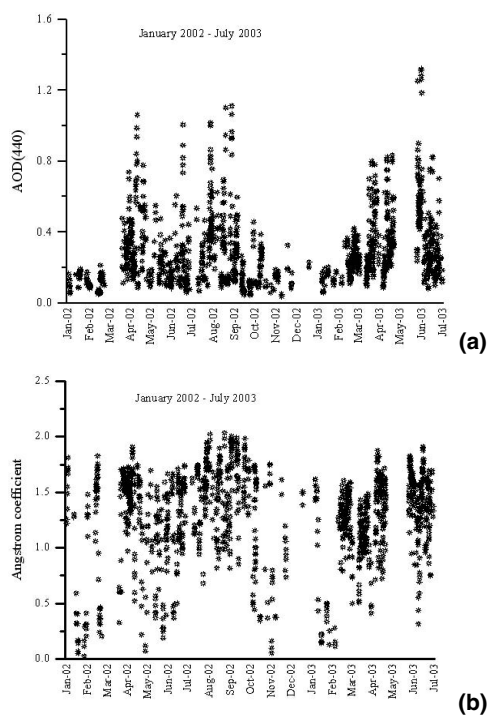 1.6
January 2002 - July 2003
1.2
AOD(440)
0.8
0.4
0.0
Jan-02
Feb-02
Mar-02
Apr-02
May-02
Jun-02
Jul-02
Aug-02
Sep-02
Oct-02
Nov-02
Dec-02
Jan-03
Feb-03
Mar-03
Apr-03
May-03
Jun-03
Jul-03
(a)
2.5
January 2002 - July 2003
2.0
Angstrom coefficient
1.5
1.0
0.5
0.0
Jan-02
Feb-02
Mar-02
Apr-02
May-02
Jun-02
Jul-02
Aug-02
Sep-02
Oct-02
Nov-02
Dec-02
Jan-03
Feb-03
Mar-03
Apr-03
May-03
Jun-03
Jul-03
(b)